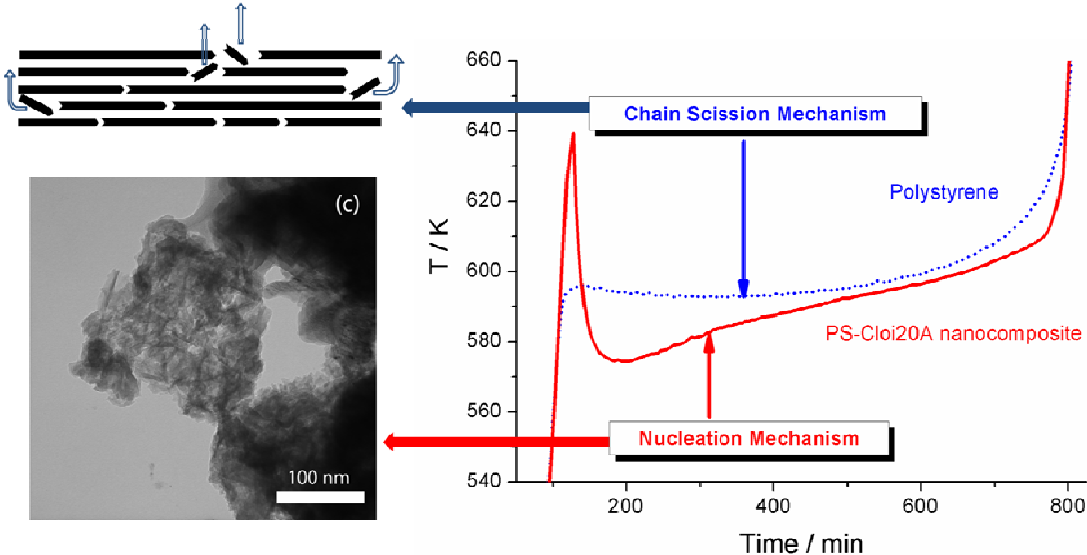 660
Chain Scission Mechanism
640
(c)
Polystyrene
620
T / K
600
PS-Cloi20A nanocomposite
580
560
Nucleation Mechanism
100 nm
540
200
400
600
800
Time / min